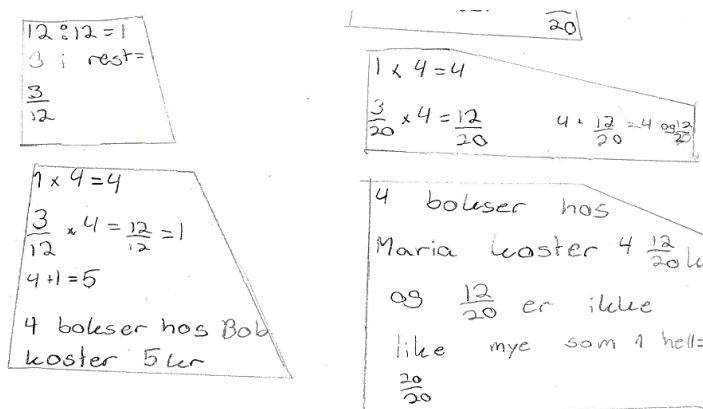 12:12=1
3 i rest=
3/12
1 x 4 = 4
3/12 x 4 = 12/12 = 1
4+1=5
4 bokser hos Bob
koster 5 kr
20
1 x 4 = 4
3/20 x 4 = 12/20 4 + 12/20 = 4 og 12/20
4 bokser hos
Maria koster 4 12/20 k
og 12/20 er ikke
like mye som 1 hell=
20/20